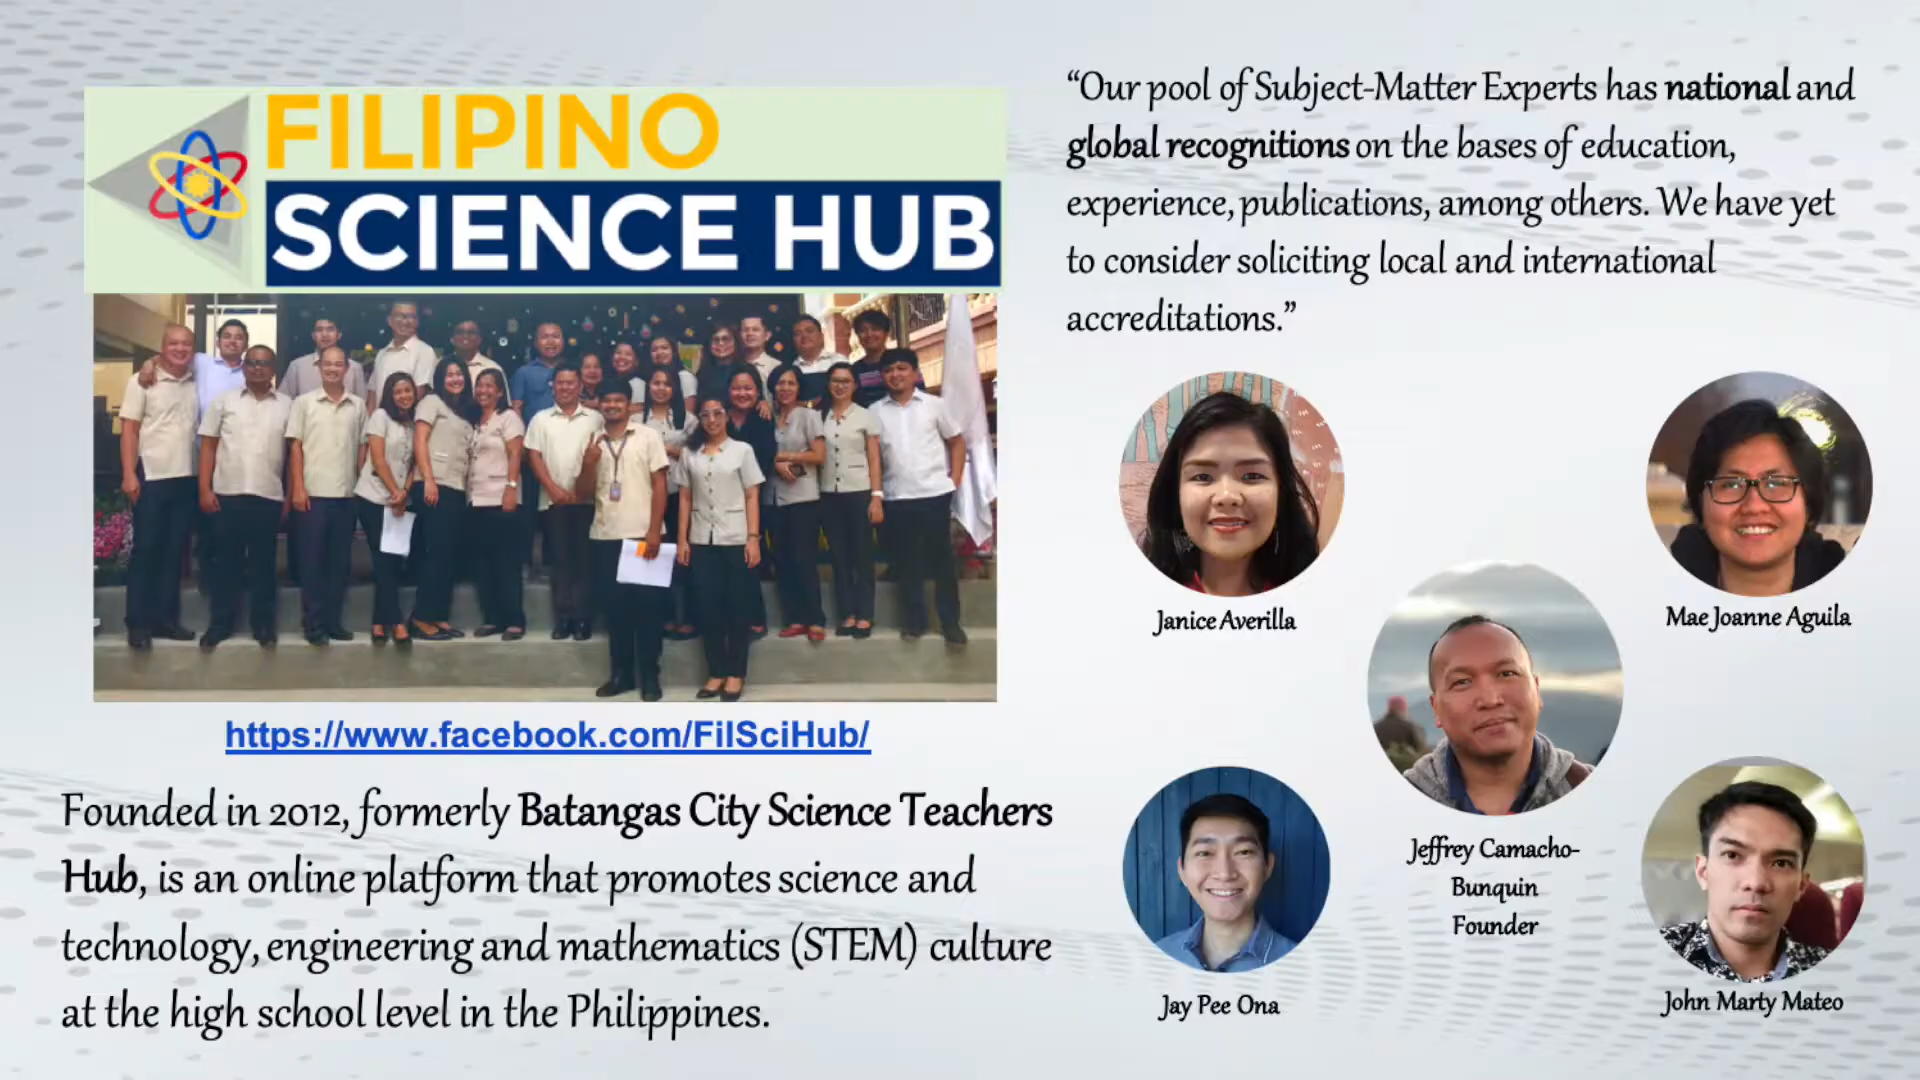 FILIPINO
SCIENCE HUB
https://www.facebook.com/FilSciHub/
Founded in 2012, formerly Batangas City Science Teachers
Hub, is an online platform that promotes science and
technology, engineering and mathematics (STEM) culture
at the high school level in the Philippines.
“Our pool of Subject-Matter Experts has national and
global recognitions on the bases of education,
experience, publications, among others. We have yet
to consider soliciting local and international
accreditations.”
Janice Averilla
Mae Joanne Aguila
Jeffrey Camacho-
Bunquin
Founder
Jay Pee Ona
John Marty Mateo